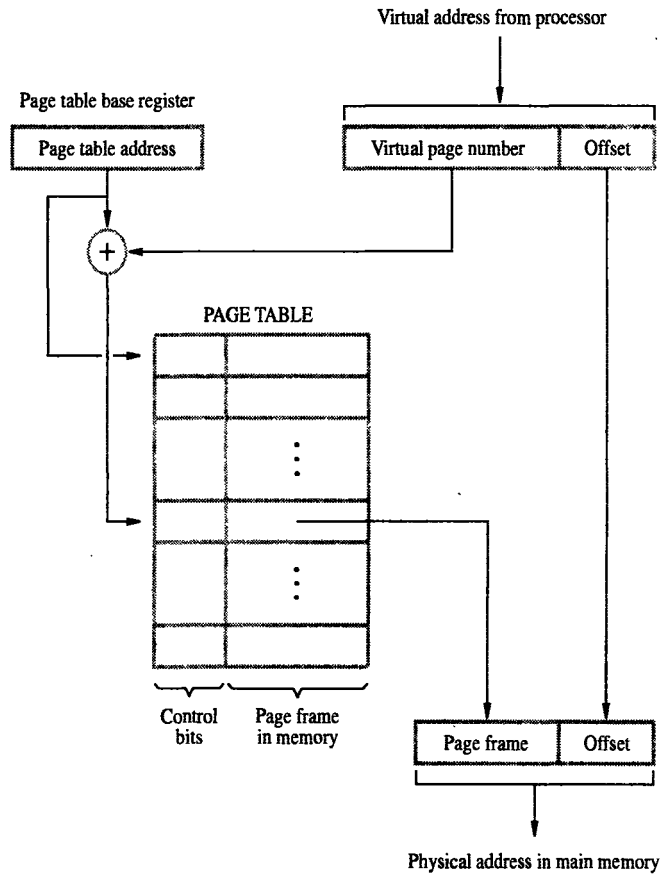 Virtual address from processor
Page table base register
Page table address
Virtual page number
Offset
+
PAGE TABLE
Control
bits
Page frame
in memory
Page frame
Offset
Physical address in main memory